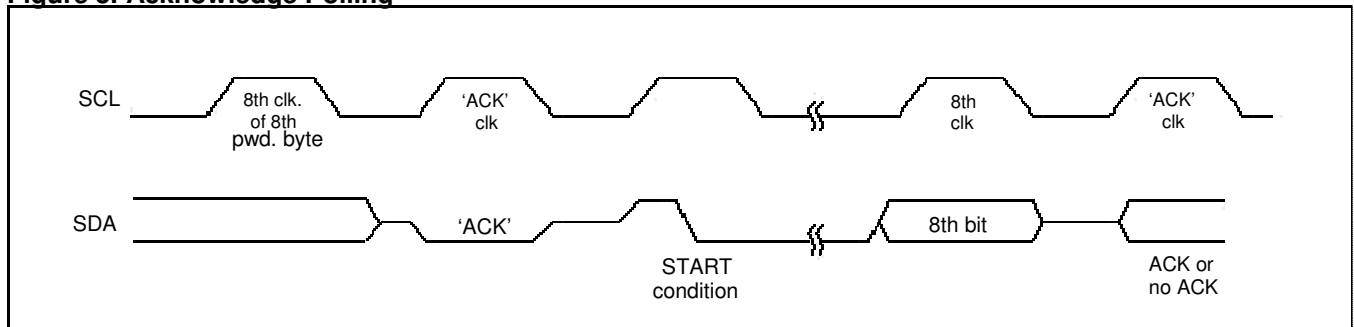 Figure 3. Acknowledge Polling
SCL
8th clk.
of 8th
pwd. byte
‘ACK’
clk
8th
clk
‘ACK’
clk
SDA
‘ACK’
8th bit
START
condition
ACK or
no ACK